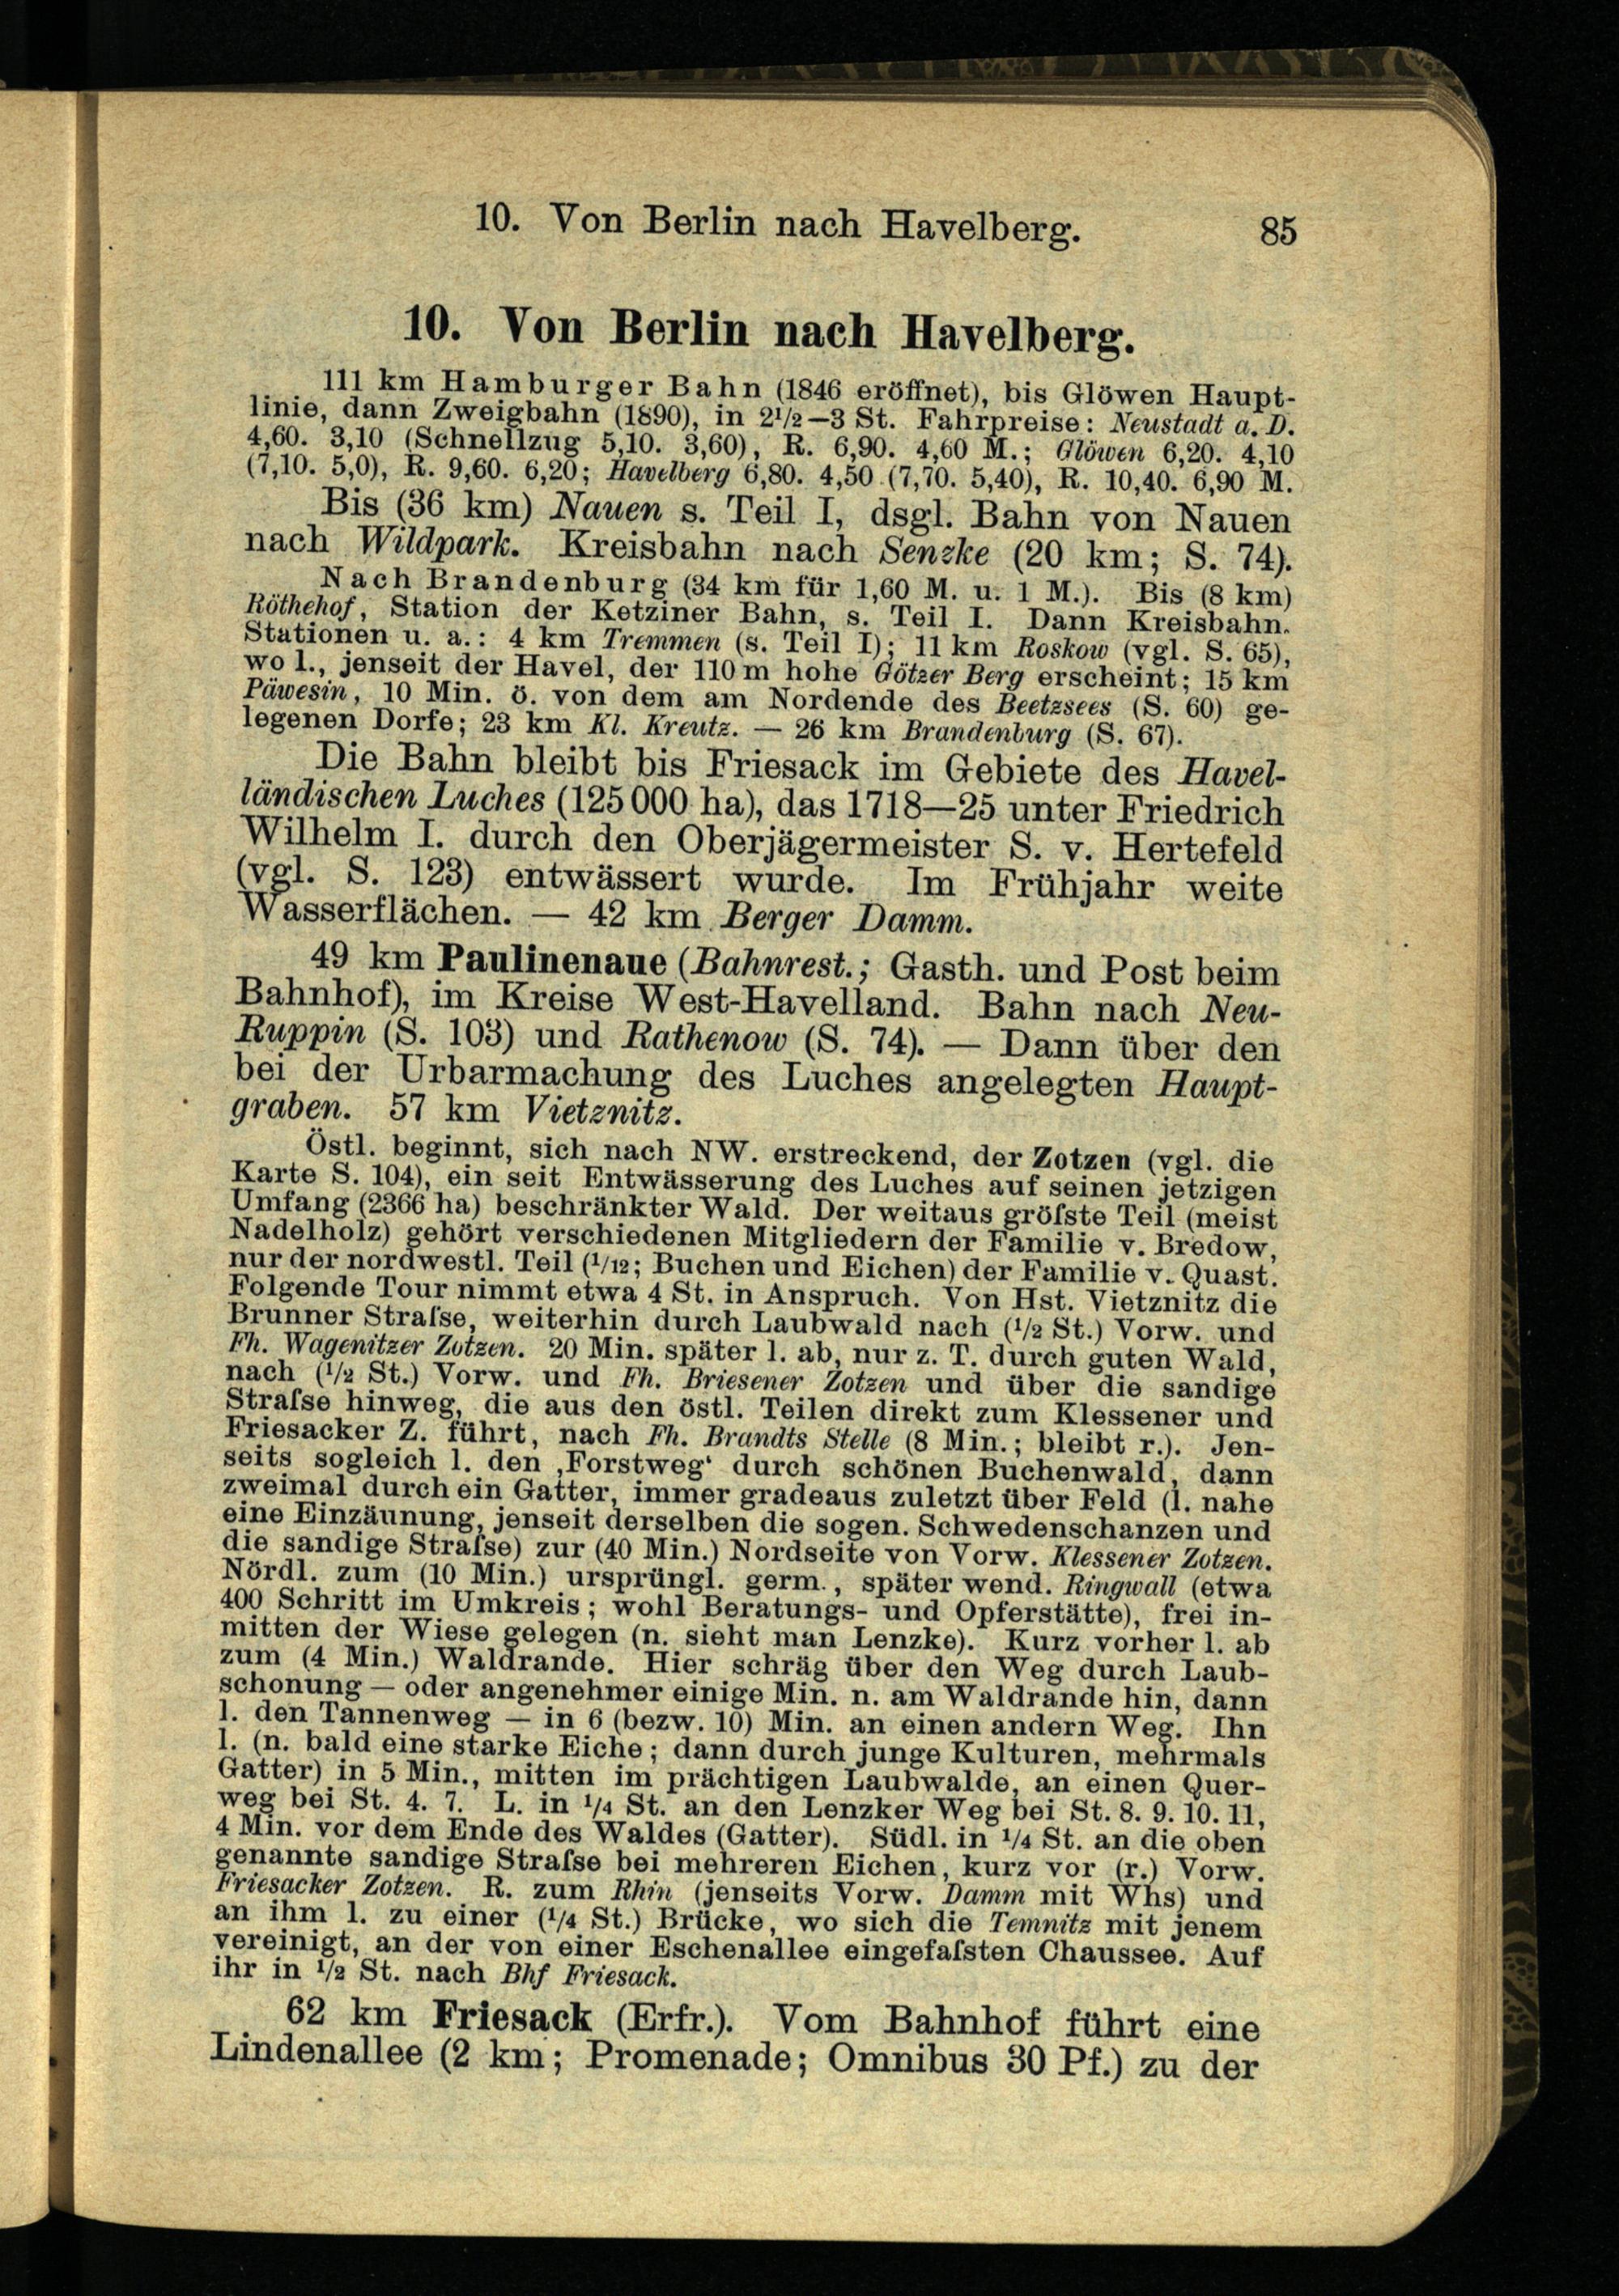 10. Von Berlin nach Havelberg. 85
10. Von Berlin nach Havelberg.
111 km Hamburger Bahn (1846 eröffnet), bis Glöwen Haupt-
linie, dann Zweigbahn (1890), in 2½—3 St. Fahrpreise: Neustadt a. D.
4,60. 3,10 (Schnellzug 5,10. 3,60), R. 6,90. 4,60 M.; Glöwen 6,20. 4,10
(7,10. 5,0), R. 9,60. 6,20; Havelberg 6,80. 4,50 (7,70. 5,40), R. 10,40. 6,90 M.
Bis (36 km) Nauen s. Teil I, dsgl. Bahn von Nauen
nach Wildpark. Kreisbahn nach Senzke (20 km; S. 74).
Nach Brandenburg (34 km für 1,60 M. u. 1 M.). Bis (8 km)
Röthehof, Station der Ketziner Bahn, s. Teil I. Dann Kreisbahn.
Stationen u. a.: 4 km Tremmen (s. Teil I); 11 km Roskow (vgl. S. 65),
wo l., jenseit der Havel, der 110 m hohe Götzer Berg erscheint; 15 km
Päwesin, 10 Min. ö. von dem am Nordende des Beetzsees (S. 60) ge-
legenen Dorfe; 23 km Kl. Kreutz. — 26 km Brandenburg (S. 67).
Die Bahn bleibt bis Friesack im Gebiete des Havel-
ländischen Luches (125 000 ha), das 1718—25 unter Friedrich
Wilhelm I. durch den Oberjägermeister S. v. Hertefeld
(vgl. S. 123) entwässert wurde. Im Frühjahr weite
Wasserflächen. — 42 km Berger Damm.
49 km Paulinenaue (Bahnrest.; Gasth. und Post beim
Bahnhof), im Kreise West-Havelland. Bahn nach Neu-
Ruppin (S. 103) und Rathenow (S. 74). — Dann über den
bei der Urbarmachung des Luches angelegten Haupt-
graben. 57 km Vietznitz.
Östl. beginnt, sich nach NW. erstreckend, der Zotzen (vgl. die
Karte S. 104), ein seit Entwässerung des Luches auf seinen jetzigen
Umfang (2366 ha) beschränkter Wald. Der weitaus gröſste Teil (meist
Nadelholz) gehört verschiedenen Mitgliedern der Familie v. Bredow,
nur der nordwestl. Teil (1/12; Buchen und Eichen) der Familie v. Quast.
Folgende Tour nimmt etwa 4 St. in Anspruch. Von Hst. Vietznitz die
Brunner Straſse, weiterhin durch Laubwald nach (½ St.) Vorw. und
Fh. Wagenitzer Zotzen. 20 Min. später l. ab, nur z. T. durch guten Wald,
nach (½ St.) Vorw. und Fh. Briesener Zotzen und über die sandige
Straſse hinweg, die aus den östl. Teilen direkt zum Klessener und
Friesacker Z. führt, nach Fh. Brandts Stelle (8 Min.; bleibt r.). Jen-
seits sogleich l. den ‚Forstweg‘ durch schönen Buchenwald, dann
zweimal durch ein Gatter, immer gradeaus zuletzt über Feld (l. nahe
eine Einzäunung, jenseit derselben die sogen. Schwedenschanzen und
die sandige Straſse) zur (40 Min.) Nordseite von Vorw. Klessener Zotzen.
Nördl. zum (10 Min.) ursprüngl. germ., später wend. Ringwall (etwa
400 Schritt im Umkreis; wohl Beratungs- und Opferstätte), frei in-
mitten der Wiese gelegen (n. sieht man Lenzke). Kurz vorher l. ab
zum (4 Min.) Waldrande. Hier schräg über den Weg durch Laub-
schonung — oder angenehmer einige Min. n. am Waldrande hin, dann
l. den Tannenweg — in 6 (bezw. 10) Min. an einen andern Weg. Ihn
l. (n. bald eine starke Eiche; dann durch junge Kulturen, mehrmals
Gatter) in 5 Min., mitten im prächtigen Laubwalde, an einen Quer-
weg bei St. 4. 7. L. in ¼ St. an den Lenzker Weg bei St. 8. 9. 10. 11,
4 Min. vor dem Ende des Waldes (Gatter). Südl. in ¼ St. an die oben
genannte sandige Straſse bei mehreren Eichen, kurz vor (r.) Vorw.
Friesacker Zotzen. R. zum Rhin (jenseits Vorw. Damm mit Whs) und
an ihm l. zu einer (¼ St.) Brücke, wo sich die Temnitz mit jenem
vereinigt, an der von einer Eschenallee eingefaſsten Chaussee. Auf
ihr in ½ St. nach Bhf Friesack.
62 km Friesack (Erfr.). Vom Bahnhof führt eine
Lindenallee (2 km; Promenade; Omnibus 30 Pf.) zu der